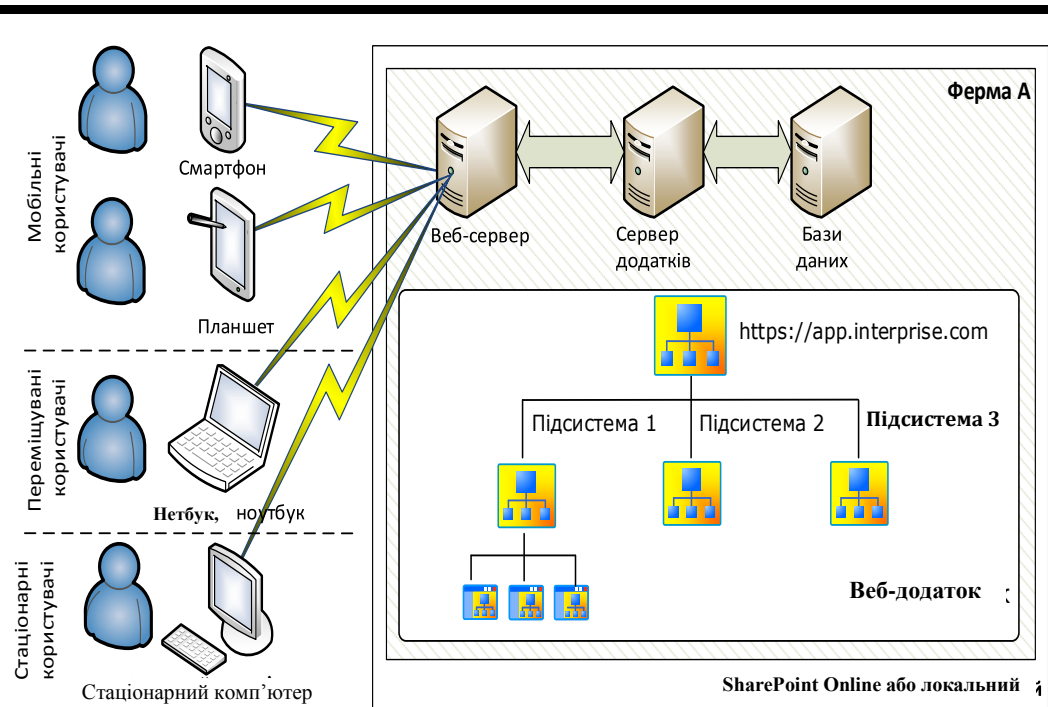 Ферма А
Мобільні
користувачі
Смартфон
Планшет
Веб-сервер
Сервер
додатків
Бази
даних
https://app.interprise.com
Підсистема 1
Підсистема 2
Підсистема 3
Переміщувані
користувачі
Нетбук, ноутбук
Веб-додаток
Стаціонарні
користувачі
Стаціонарний комп’ютер
SharePoint Online або локальний